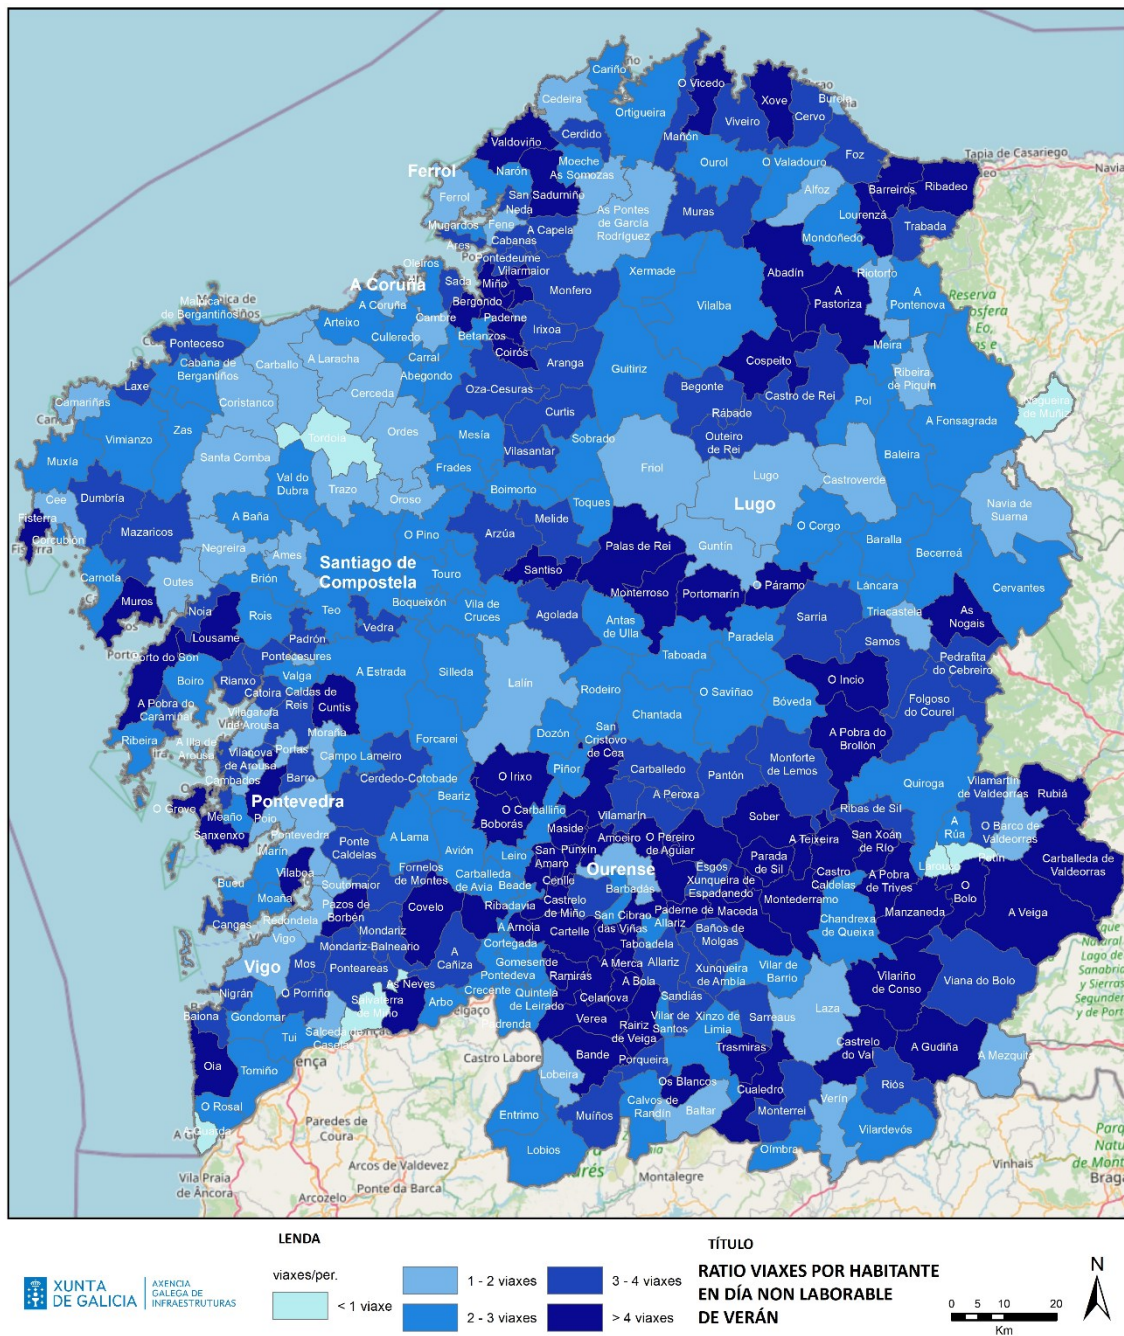 Cariño
O Vicedo
Cedeira
Ortigueira
Xove
Burela
Viveiro
Cervo
Valdoviño
Cerdido
Mañón
Tapia de Casariego
Navia
Ferrol
Moeche
As Somozas
Ourol
O Valadouro
Foz
Narón
Ferrol
San Sadurniño
Alfoz
Barreiros
Ribadeo
Neda
As Pontes
de García
Rodríguez
Muras
Lourenzá
Mugardos
Fene
A Capela
Trabada
Ares
Cabanas
Mondoñedo
Pontedeume
Oleiros
Vilarmaior
Xermade
Abadín
Riotorto
A Coruña
Sada
Miño
Monfero
Vilalba
A
Pastoriza
A
Pontenova
A Coruña
Bergondo
Malpica
de Bergantiños
Arteixo
Cambre
Paderne
Irixoa
Culleredo
Betanzos
Ponteceso
Coirós
Meira
Cabana de
Bergantiños
Carballo
A Laracha
Carral
Abegondo
Aranga
Guitiriz
Cospeito
Ribeira
de Piquín
Laxe
Cerceda
Oza-Cesuras
Begonte
Castro de Rei
Pol
Negueira
de Muñiz
Camariñas
Coristanco
Curtis
Rábade
A Fonsagrada
Vimianzo
Zas
Tordoia
Ordes
Mesía
Sobrado
Outeiro
de Rei
Muxía
Santa Comba
Vilasantar
Friol
Lugo
Baleira
Val do
Dubra
Trazo
Frades
Castroverde
Cee
Dumbría
Oroso
Boimorto
Toques
Lugo
Navia de
Suarna
Fisterra
A Baña
Corcubión
Mazaricos
O Pino
Arzúa
Melide
O Corgo
Negreira
Ames
Palas de Rei
Guntín
Baralla
Becerreá
Santiago de
Compostela
Carnota
Outes
Brión
Touro
Santiso
O Páramo
Láncara
Cervantes
Muros
Noia
Rois
Teo
Boqueixón
Monterroso
Portomarín
Triacastela
Lousame
Vedra
Vila de
Cruces
Agolada
Antas
de Ulla
Sarria
As
Nogais
Porto do Son
Padrón
Paradela
Samos
Pontecesures
Taboada
Pedrafita
do Cebreiro
Boiro
Rianxo
Valga
A Estrada
Silleda
Lalín
O Incio
Catoira
Caldas de
Reis
Rodeiro
O Saviñao
Bóveda
Folgoso
do Courel
A Pobra do
Caramiñal
Cuntis
Vilagarcía
de Arousa
Moraña
Chantada
Ribeira
A Illa de
Arousa
Forcarei
Dozón
San
Cristovo
de Cea
A Pobra
do
Brollón
Vilanova
de Arousa
Portas
Campo Lameiro
Piñor
Cambados
Barro
Cerdedo-Cotobade
O Irixo
Carballedo
Pantón
Monforte
de Lemos
Quiroga
Vilamartín
de Valdeorras
Rubiá
Pontevedra
Beariz
O Carballiño
A Peroxa
O Grove
Meaño
Poio
Boborás
Vilamarín
Sober
Ribas de Sil
A
Rúa
O Barco de
Valdeorras
Sanxenxo
Pontevedra
A Lama
Maside
Amoeiro
O Pereiro
de Aguiar
A Teixeira
San Xoán
de Río
Carballeda de
Valdeorras
Marín
Ponte
Caldelas
Avión
Leiro
San
Amaro
Punxín
Ourense
Parada
de Sil
Larouco
Petín
Vilaboa
Fornelos
de Montes
Carballeda
de Avia
Cenlle
Esgos
Castro
Caldelas
A Pobra
de Trives
O
Bolo
Bueu
Soutomaior
Beade
Barbadás
Xunqueira de
Espadanedo
Moaña
Pazos de
Borbén
Covelo
Ribadavia
Castrelo
de Miño
Montederramo
Manzaneda
A Veiga
Cangas
Redondela
San Cibrao
das Viñas
Paderne de
Allariz
Maceda
Chandrexa
de Queixa
Vigo
Mondariz
A Arnoia
Cartelle
Taboadela
Baños de
Molgas
Mondariz-Balneario
Cortegada
Vigo
Mos
A
Cañiza
Gomesende
A Merca
Allariz
Xunqueira
de Ambía
Vilar de
Barrio
Vilariño
de Conso
Viana do Bolo
Ponteareas
Pontedeva
Ramirás
A Bola
Nigrán
O Porriño
As Neves
Crecente
Celanova
Sandiás
Laza
Salvaterra
de Miño
Arbo
Quintela
de Leirado
Vilar de
Santos
Xinzo de
Limia
Sarreaus
Baiona
Gondomar
Verea
Rairiz
de Veiga
Padrenda
Tui
Salceda de
Caselas
Trasmiras
Castrelo
do Val
A Gudiña
A Mezquita
Oia
Castro Labore
Bande
Porqueira
Tomiño
Lobeira
Os Blancos
Cualedro
Riós
O Rosal
Entrimo
Muíños
Calvos de
Randín
Baltar
Monterrei
Verín
Vilardevós
A Guarda
Paredes de
Coura
Lobios
Oímbra
Vila Praia
de Âncora
Arcos de Valdevez
Ponte da Barca
Arcozelo
Montalegre
Vinhais
LENDA
viaxes/per.
< 1 viaxe
1 - 2 viaxes
2 - 3 viaxes
3 - 4 viaxes
> 4 viaxes
TÍTULO
RATIO VIAXES POR HABITANTE
EN DÍA NON LABORABLE
DE VERÁN
XUNTA
DE GALICIA
AXENCIA
GALEGA DE
INFRAESTRUTURAS
N
0 5 10 20
Km